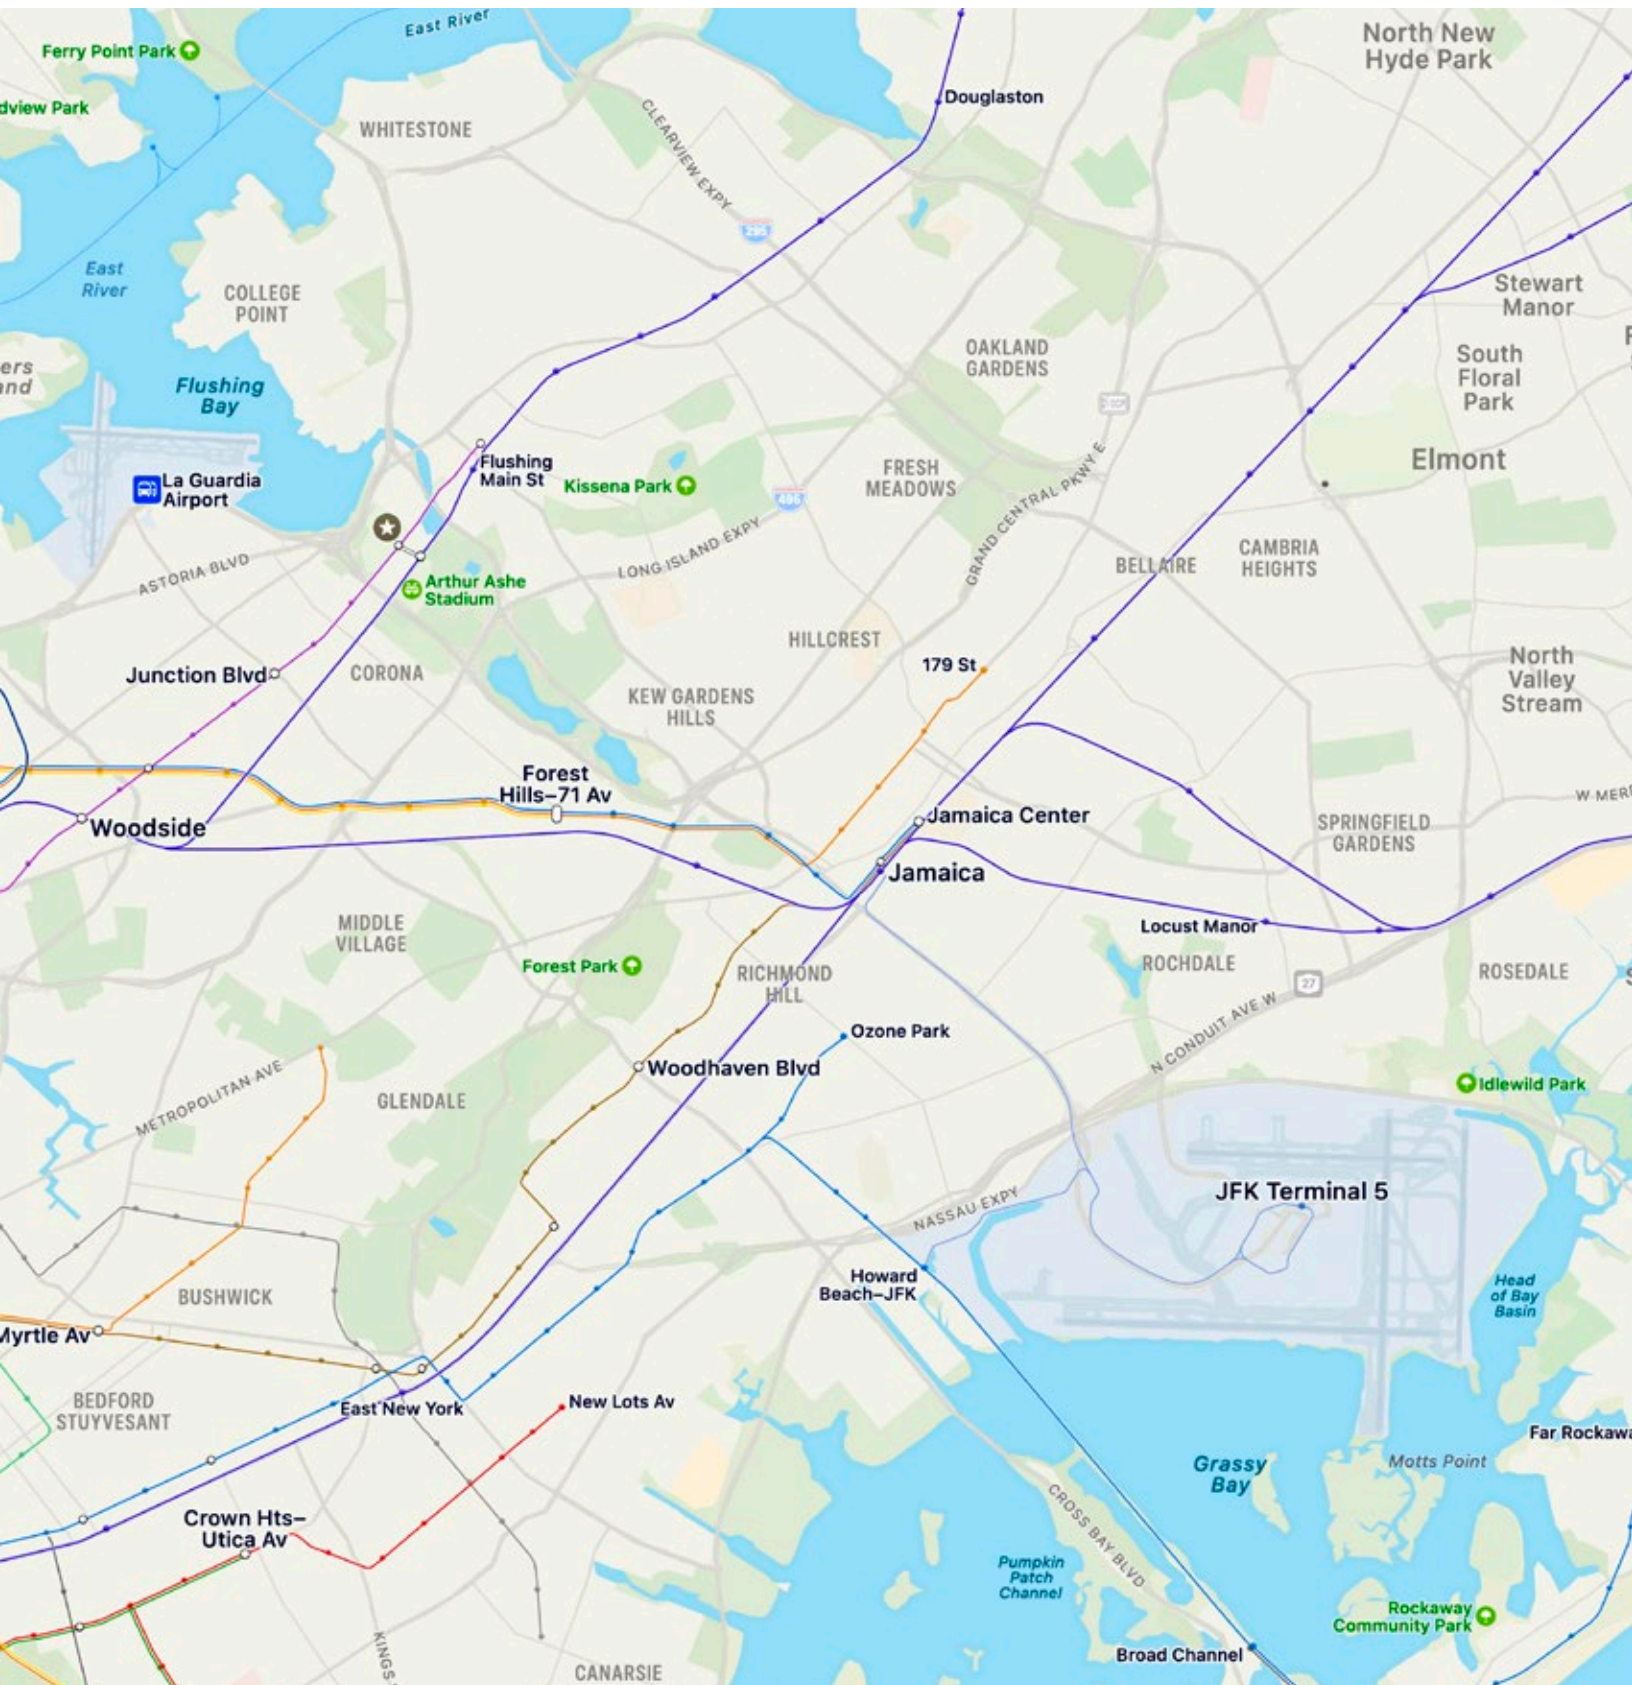 East River
Ferry Point Park
North New
Hyde Park
dview Park
Douglaston
WHITESTONE
CLEARVIEW EXPY
295
East
River
COLLEGE
POINT
Stewart
Manor
OAKLAND
GARDENS
South
Floral
Park
ers
and
Flushing
Bay
Elmont
Flushing
Main St
Kissena Park
FRESH
MEADOWS
La Guardia
Airport
495
GRAND CENTRAL PKWY E
LONG ISLAND EXPY
ASTORIA BLVD
BELLAIRE
CAMBRIA
HEIGHTS
Arthur Ashe
Stadium
HILLCREST
179 St
Junction Blvd
CORONA
KEW GARDENS
HILLS
North
Valley
Stream
Forest
Hills–71 Av
W MER
Woodside
Jamaica Center
SPRINGFIELD
GARDENS
Jamaica
MIDDLE
VILLAGE
Locust Manor
Forest Park
RICHMOND
HILL
ROCHDALE
27
ROSEDALE
N CONDUIT AVE W
Ozone Park
Woodhaven Blvd
METROPOLITAN AVE
GLENDALE
Idlewild Park
JFK Terminal 5
NASSAU EXPY
Howard
Beach–JFK
BUSHWICK
Head
of Bay
Basin
Myrtle Av
BEDFORD
STUYVESANT
East New York
New Lots Av
Far Rockawa
Grassy
Bay
Motts Point
Crown Hts–
Utica Av
CROSS BAY BLVD
Pumpkin
Patch
Channel
Rockaway
Community Park
KINGS
CANARSIE
Broad Channel